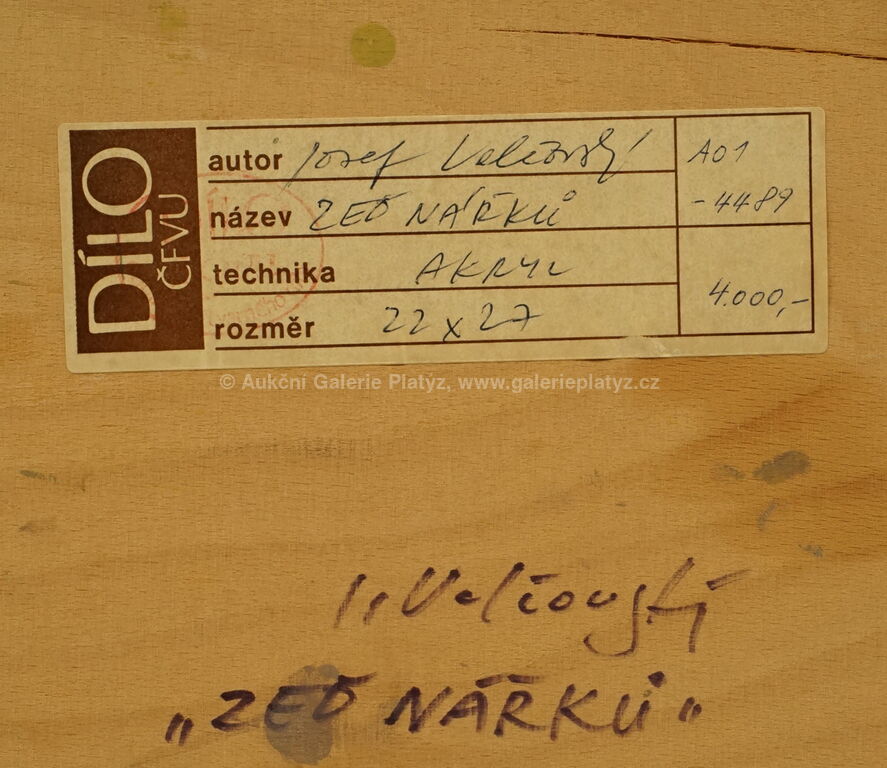 DÍLO
ČFVU
autor Josef Velčovský
A01
název ZEĎ NÁŘKŮ
-4489
technika AKRYL
rozměr 22 x 27
4.000,-
© Aukční Galerie Platýz, www.galerieplatyz.cz
J. Velčovský
„ZEĎ NÁŘKŮ"